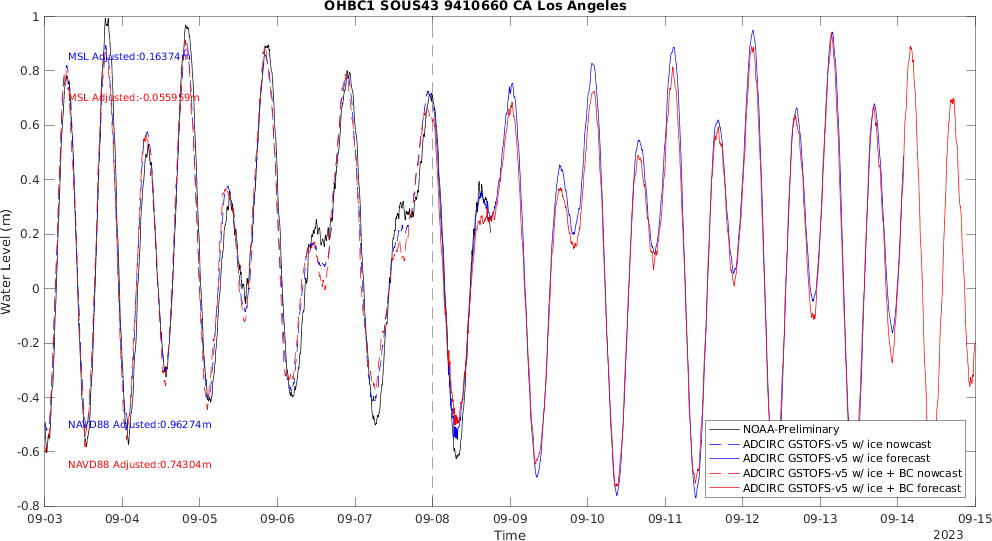 OHBC1 SOUS43 9410660 CA Los Angeles
1
0.8
0.6
0.4
0.2
0
-0.2
-0.4
-0.6
-0.8
Water Level (m)
MSL Adjusted:0.16374m
MSL Adjusted:-0.055959m
NAVD88 Adjusted:0.96274m
NAVD88 Adjusted:0.74304m
NOAA-Preliminary
ADCIRC GSTOFS-v5 w/ ice nowcast
ADCIRC GSTOFS-v5 w/ ice forecast
ADCIRC GSTOFS-v5 w/ ice + BC nowcast
ADCIRC GSTOFS-v5 w/ ice + BC forecast
09-03 09-04 09-05 09-06 09-07 09-08 09-09 09-10 09-11 09-12 09-13 09-14 09-15
Time
2023